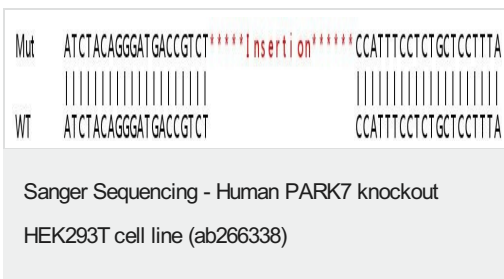 Mut ATCTACAGGGATGACCGTCT*****Insertion******CCATTTCCTCTGCTCCTTTA
||||||||||||||||||||  ||||||||||||||||||||
WT ATCTACAGGGATGACCGTCT CCATTTCCTCTGCTCCTTTA
Sanger Sequencing - Human PARK7 knockout
HEK293T cell line (ab266338)